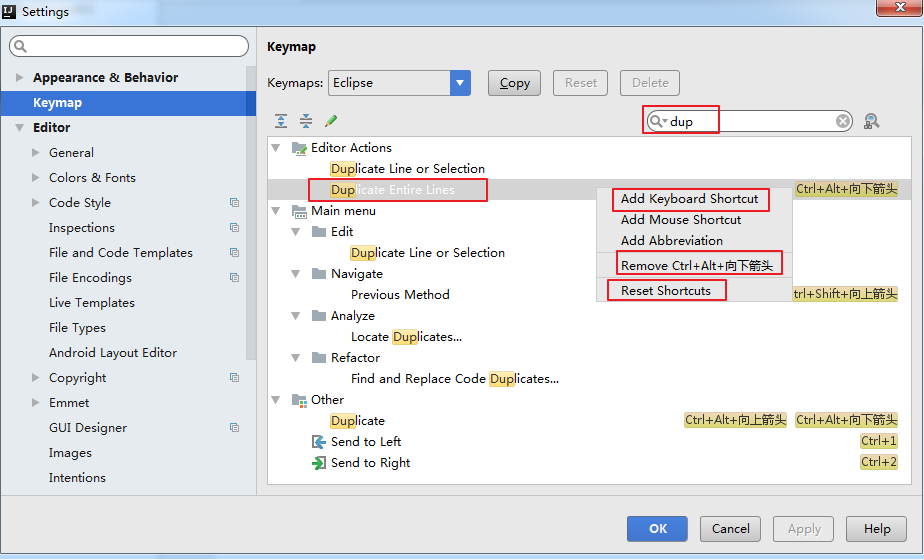 Settings
Keymap
Keymaps: Eclipse Copy Reset Delete
dup
Appearance & Behavior
Keymap
Editor
General
Colors & Fonts
Code Style
Inspections
File and Code Templates
File Encodings
Live Templates
File Types
Android Layout Editor
Copyright
Emmet
GUI Designer
Images
Intentions
Editor Actions
Duplicate Line or Selection
Duplicate Entire Lines Ctrl+Alt+向下箭头
Main menu
Edit
Duplicate Line or Selection
Navigate
Previous Method trl+Shift+向上箭头
Analyze
Locate Duplicates...
Refactor
Find and Replace Code Duplicates...
Other
Duplicate Ctrl+Alt+向上箭头 Ctrl+Alt+向下箭头
Send to Left Ctrl+1
Send to Right Ctrl+2
Add Keyboard Shortcut
Add Mouse Shortcut
Add Abbreviation
Remove Ctrl+Alt+向下箭头
Reset Shortcuts
OK Cancel Apply Help